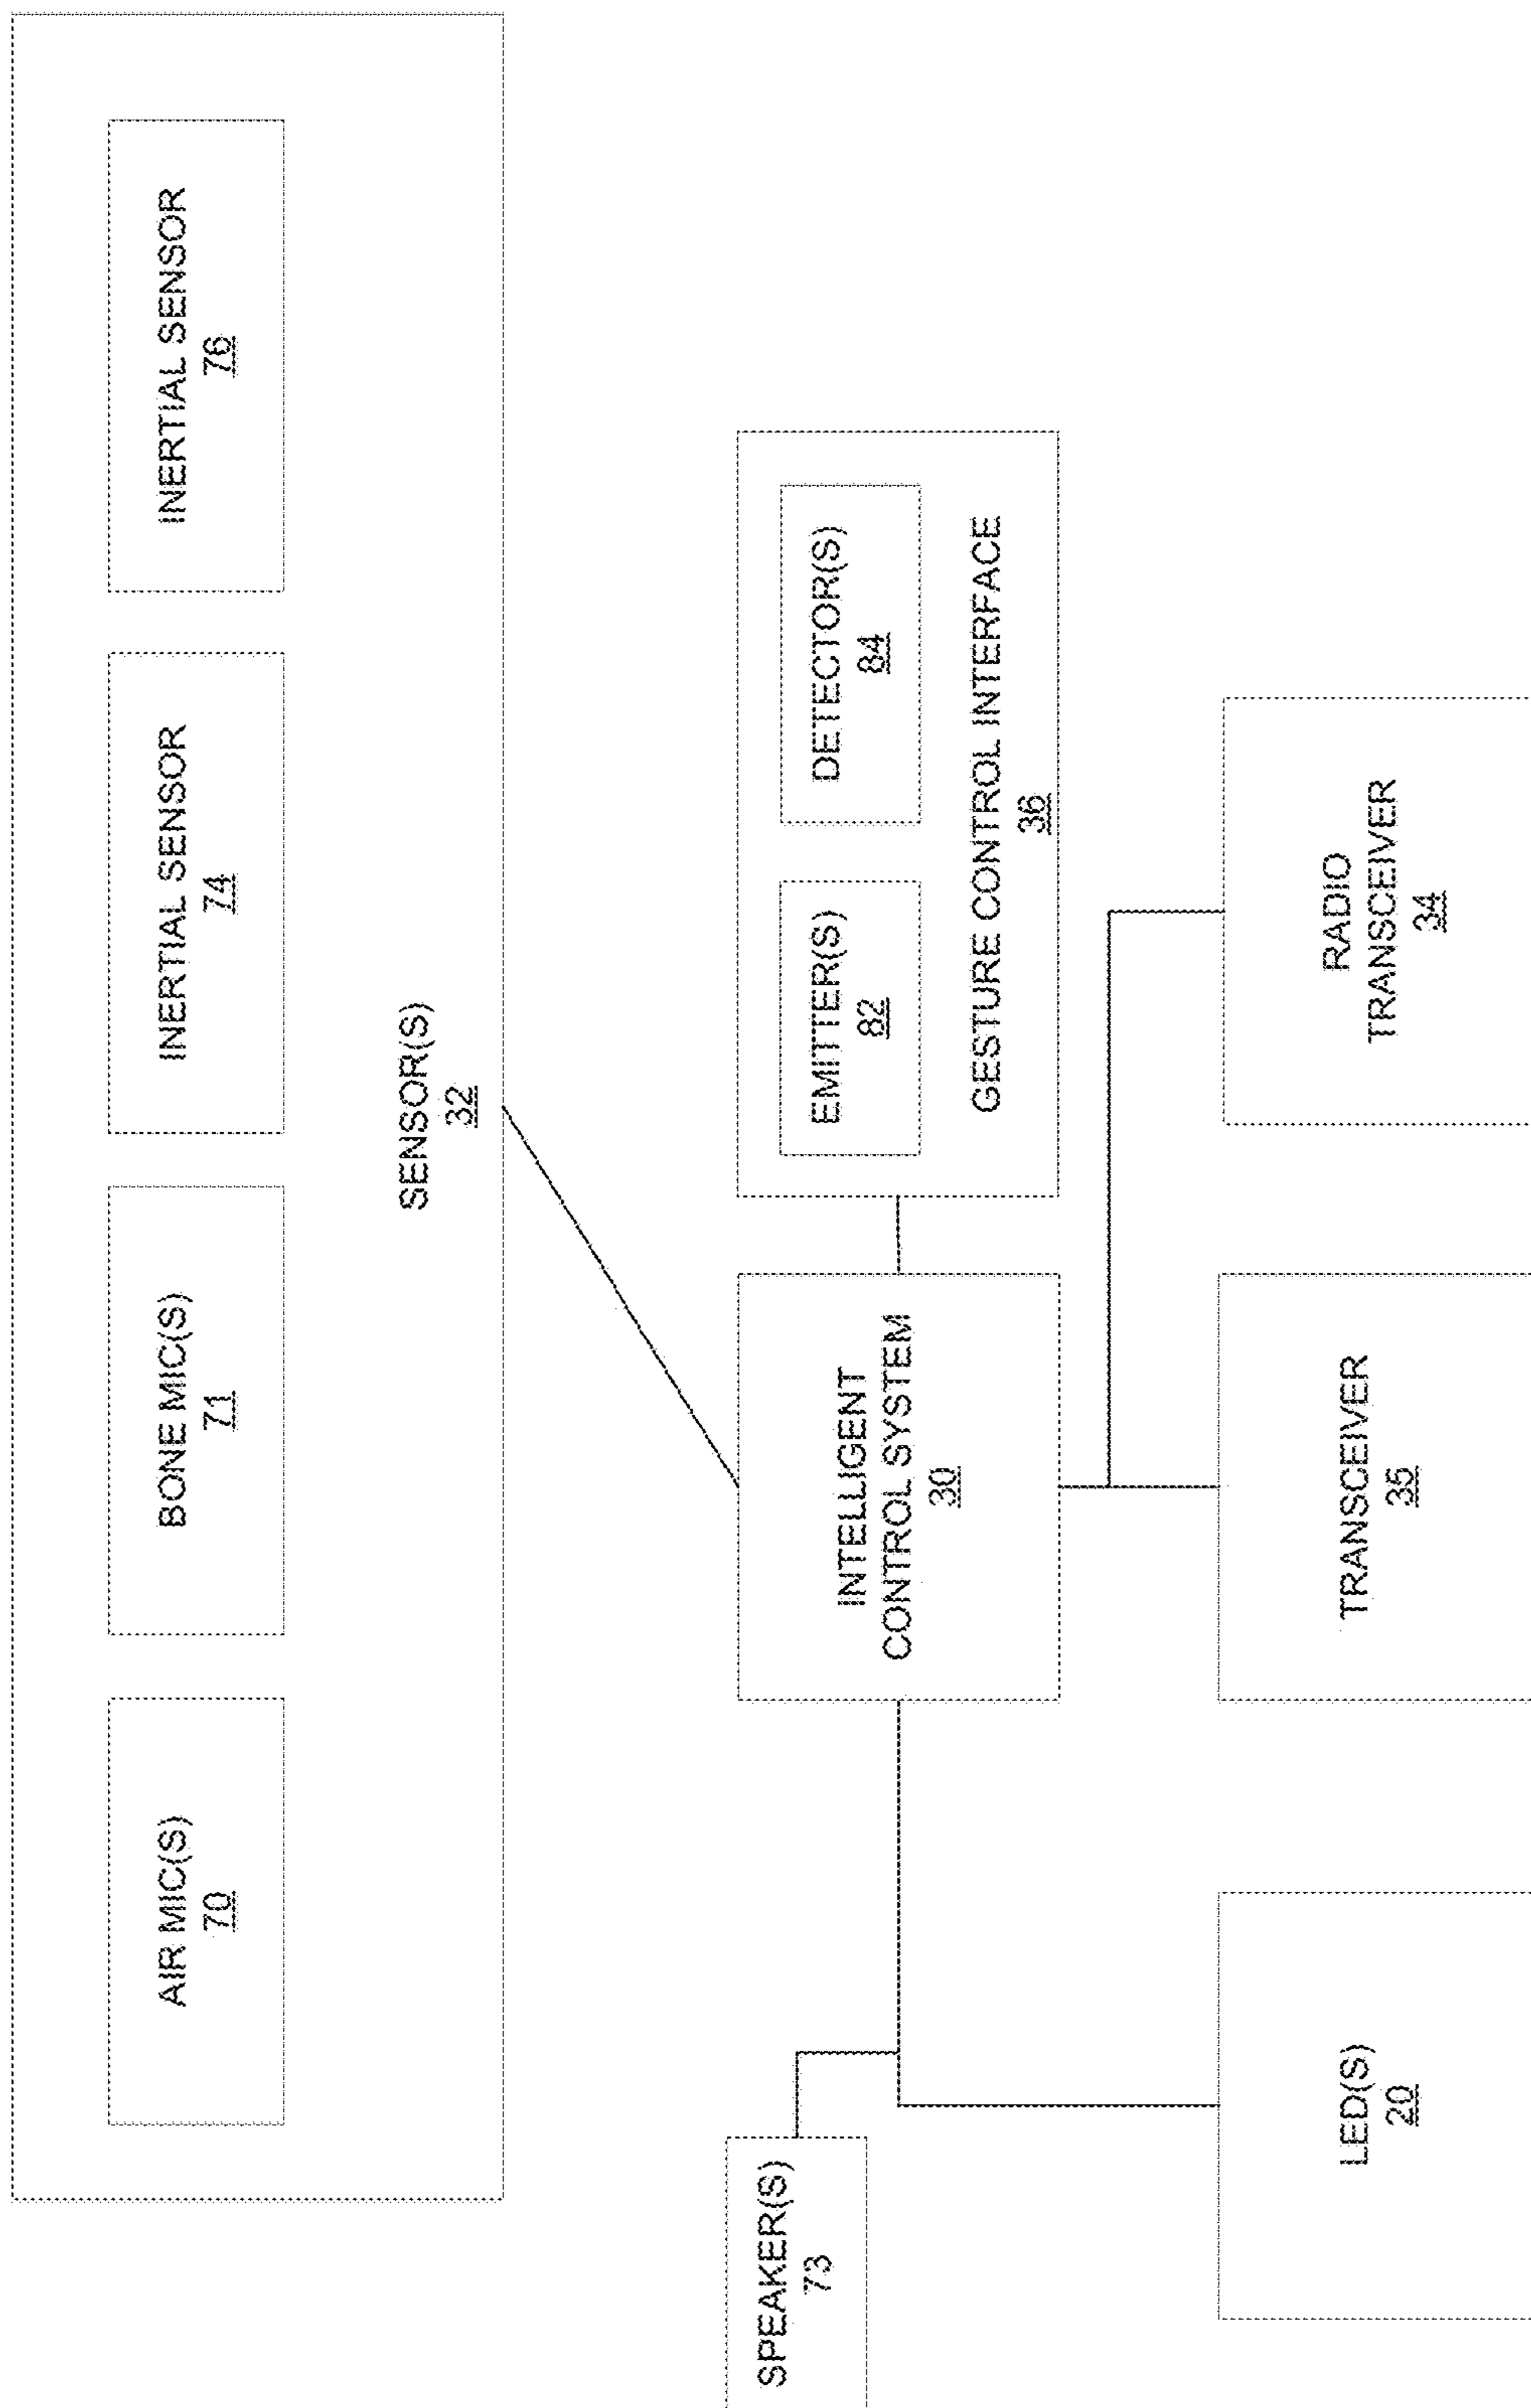 AIR MIC(S)
70
BONE MIC(S)
71
INERTIAL SENSOR
74
INERTIAL SENSOR
76
SENSOR(S)
32
SPEAKER(S)
73
INTELLIGENT
CONTROL SYSTEM
30
EMITTER(S)
82
DETECTOR(S)
84
GESTURE CONTROL INTERFACE
36
LED(S)
20
TRANSCEIVER
35
RADIO
TRANSCEIVER
34